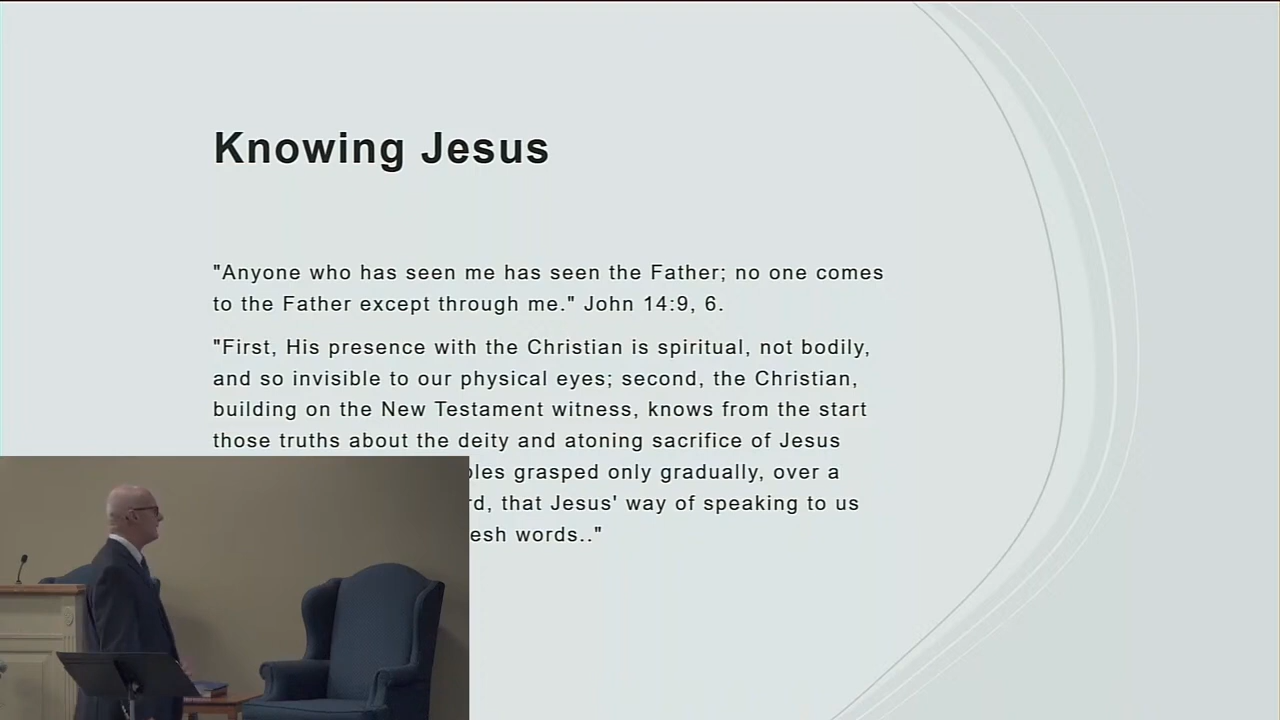 Knowing Jesus
"Anyone who has seen me has seen the Father; no one comes
to the Father except through me." John 14:9, 6.
"First, His presence with the Christian is spiritual, not bodily,
and so invisible to our physical eyes; second, the Christian,
building on the New Testament witness, knows from the start
those truths about the deity and atoning sacrifice of Jesus
grasped only gradually, over a
that Jesus' way of speaking to us
words.."